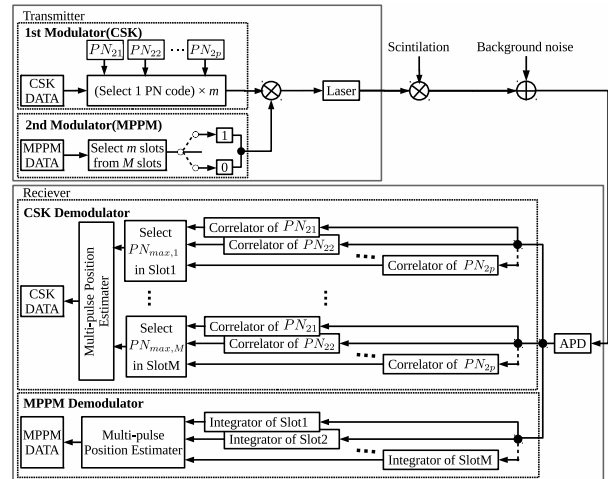 Transmitter
1st Modulator(CSK)
PN21 PN22 ··· PN2p
CSK
DATA
(Select 1 PN code) × m
2nd Modulator(MPPM)
MPPM
DATA
Select m slots
from M slots
1
0
Laser
Scintilation
Background noise
Reciever
CSK Demodulator
CSK
DATA
Multi-pulse Position
Estimater
Select
PNmax,1
in Slot1
Correlator of PN21
Correlator of PN22
Correlator of PN2p
Select
PNmax,M
in SlotM
Correlator of PN21
Correlator of PN22
Correlator of PN2p
APD
MPPM Demodulator
MPPM
DATA
Multi-pulse
Position Estimater
Integrator of Slot1
Integrator of Slot2
Integrator of SlotM